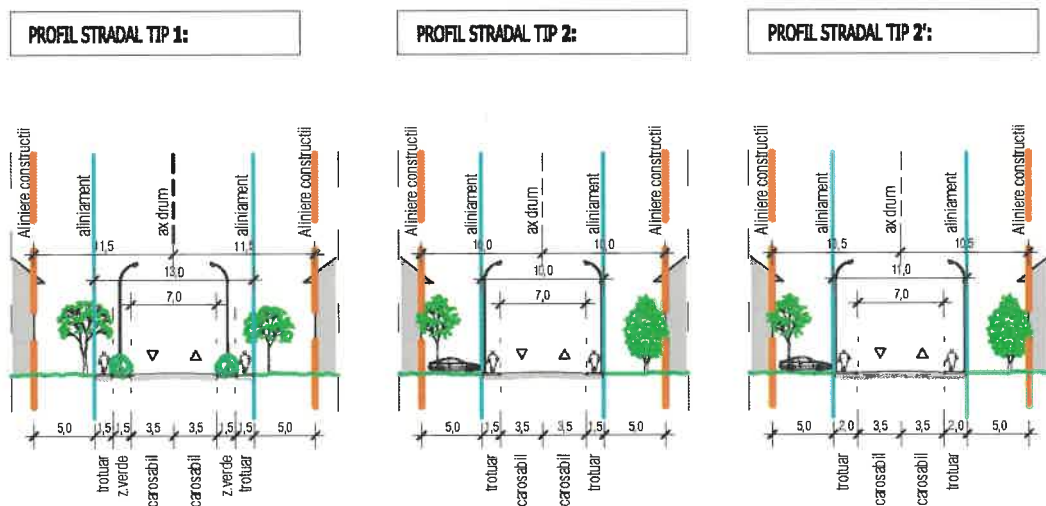 PROFIL STRADAL TIP 1:
Aliniere constructii
aliniament
ax drum
aliniament
Aliniere constructii
11,5
11,5
13,0
7,0
5,0
1,5
1,5
3,5
3,5
1,5
1,5
5,0
trotuar
z.verde
carosabil
carosabil
z.verde
trotuar
PROFIL STRADAL TIP 2:
Aliniere constructii
aliniament
ax drum
aliniament
Aliniere constructii
10,0
10,0
10,0
7,0
5,0
1,5
3,5
3,5
1,5
5,0
trotuar
carosabil
carosabil
trotuar
PROFIL STRADAL TIP 2':
Aliniere constructii
aliniament
ax drum
aliniament
Aliniere constructii
10,5
10,5
11,0
7,0
5,0
2,0
3,5
3,5
2,0
5,0
trotuar
carosabil
carosabil
trotuar